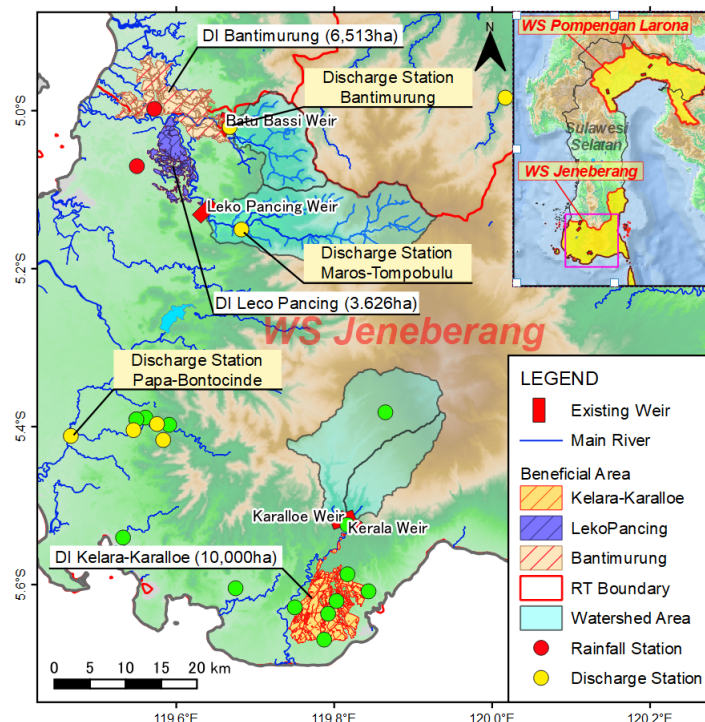 DI Bantimurung (6,513ha)
N
Discharge Station
Bantimurung
Batu Bassi Weir
Leko Pancing Weir
Discharge Station
Maros-Tompobulu
DI Leco Pancing (3.626ha)
WS Jeneberang
Discharge Station
Papa-Bontocinde
Karalloe Weir
Kerala Weir
DI Kelara-Karalloe (10,000ha)
0 5 10 15 20 km
5.0°S
5.2°S
5.4°S
5.6°S
119.6°E
119.8°E
120.0°E
120.2°E
WS Pompengan Larona
Sulawesi
Selatan
WS Jeneberang
LEGEND
Existing Weir
Main River
Beneficial Area
Kelara-Karalloe
LekoPancing
Bantimurung
RT Boundary
Watershed Area
Rainfall Station
Discharge Station